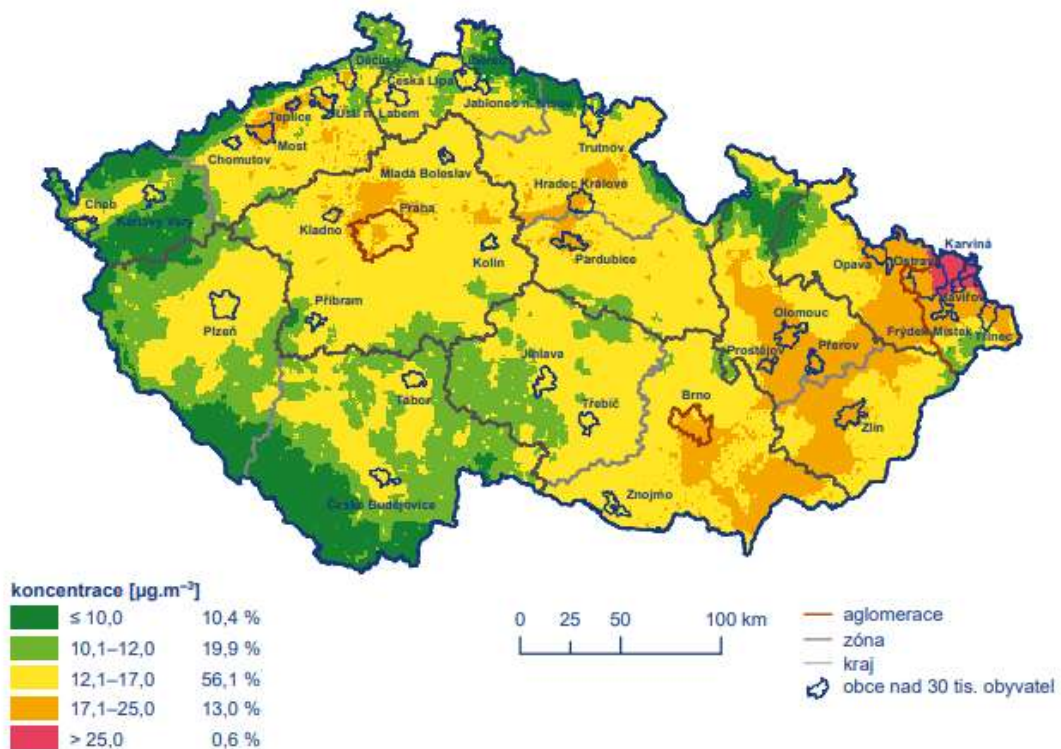 Děčín
Liberec
Česká Lípa
Jablonec n. Nisou
Teplice
Ústí n. Labem
Most
Chomutov
Trutnov
Mladá Boleslav
Hradec Králové
Cheb
Karlovy Vary
Praha
Kladno
Kolín
Pardubice
Karviná
Opava
Ostrava
Havířov
Příbram
Plzeň
Olomouc
Frýdek Místek
Třinec
Prostějov
Přerov
Jihlava
Tábor
Brno
Třebíč
Zlín
České Budějovice
Znojmo
koncentrace [µg.m⁻³]
≤ 10,0 10,4 %
10,1–12,0 19,9 %
12,1–17,0 56,1 %
17,1–25,0 13,0 %
> 25,0 0,6 %
0 25 50 100 km
aglomerace
zóna
kraj
obce nad 30 tis. obyvatel